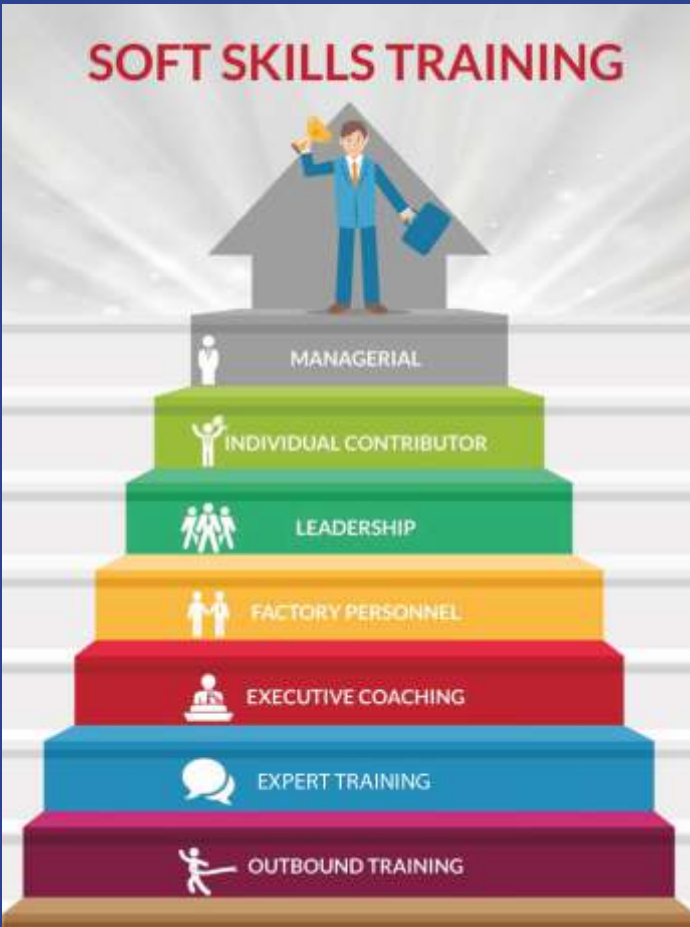 SOFT SKILLS TRAINING
MANAGERIAL
INDIVIDUAL CONTRIBUTOR
LEADERSHIP
FACTORY PERSONNEL
EXECUTIVE COACHING
EXPERT TRAINING
OUTBOUND TRAINING